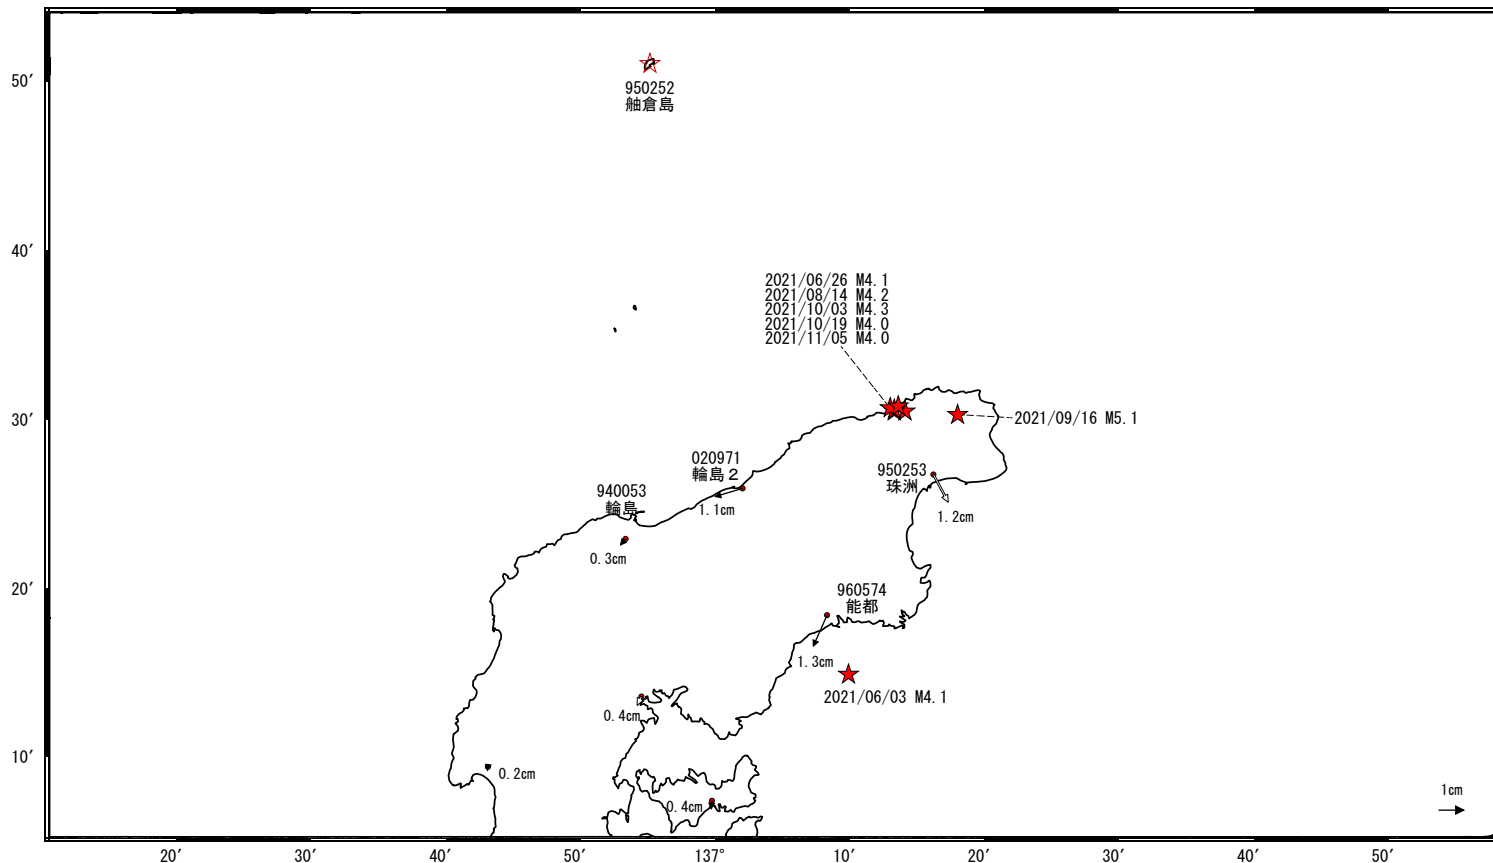 50′
950252
舳倉島
40′
2021/06/26 M4.1
2021/08/14 M4.2
2021/10/03 M4.3
2021/10/19 M4.0
2021/11/05 M4.0
30′
2021/09/16 M5.1
020971
輪島２
950253
珠洲
940053
輪島
1.1cm
1.2cm
0.3cm
20′
960574
能都
1.3cm
2021/06/03 M4.1
0.4cm
10′
0.2cm
0.4cm
1cm
20′ 30′ 40′ 50′ 137° 10′ 20′ 30′ 40′ 50′